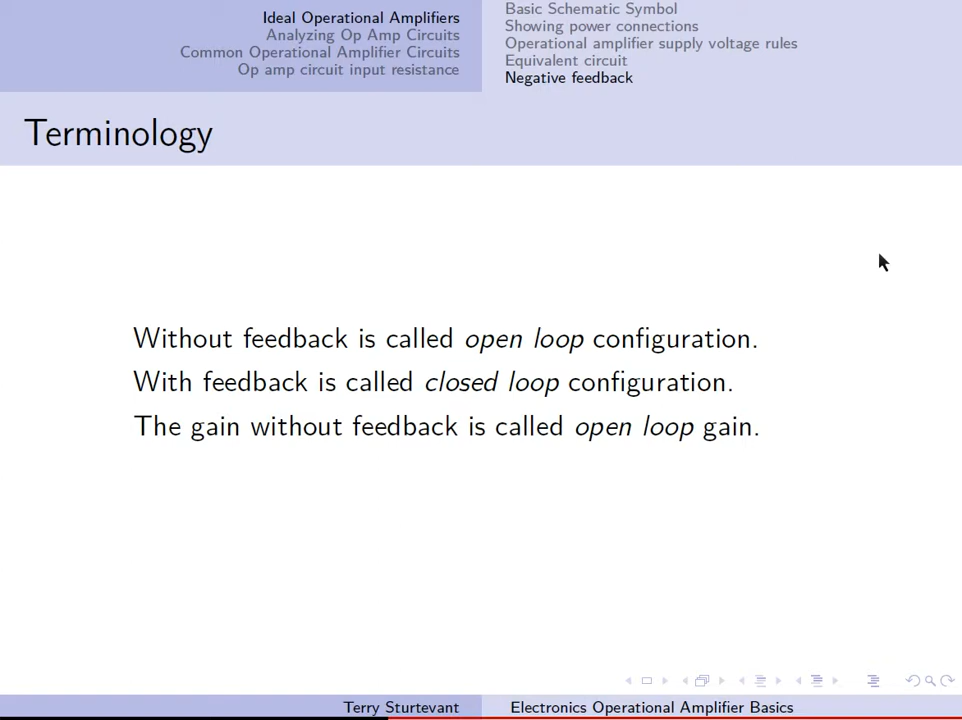 Ideal Operational Amplifiers
Analyzing Op Amp Circuits
Common Operational Amplifier Circuits
Op amp circuit input resistance
Basic Schematic Symbol
Showing power connections
Operational amplifier supply voltage rules
Equivalent circuit
Negative feedback
Terminology
Without feedback is called open loop configuration.
With feedback is called closed loop configuration.
The gain without feedback is called open loop gain.
Terry Sturtevant
Electronics Operational Amplifier Basics